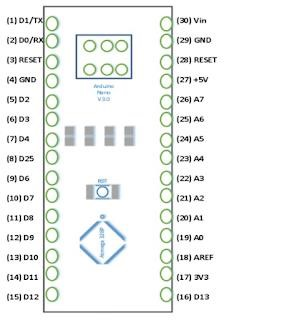 (1) D1/TX
(2) D0/RX
(3) RESET
(4) GND
(5) D2
(6) D3
(7) D4
(8) D25
(9) D6
(10) D7
(11) D8
(12) D9
(13) D10
(14) D11
(15) D12
Arduino
Nano
V3.0
RST
Atmega 328P
(30) Vin
(29) GND
(28) RESET
(27) +5V
(26) A7
(25) A6
(24) A5
(23) A4
(22) A3
(21) A2
(20) A1
(19) A0
(18) AREF
(17) 3V3
(16) D13